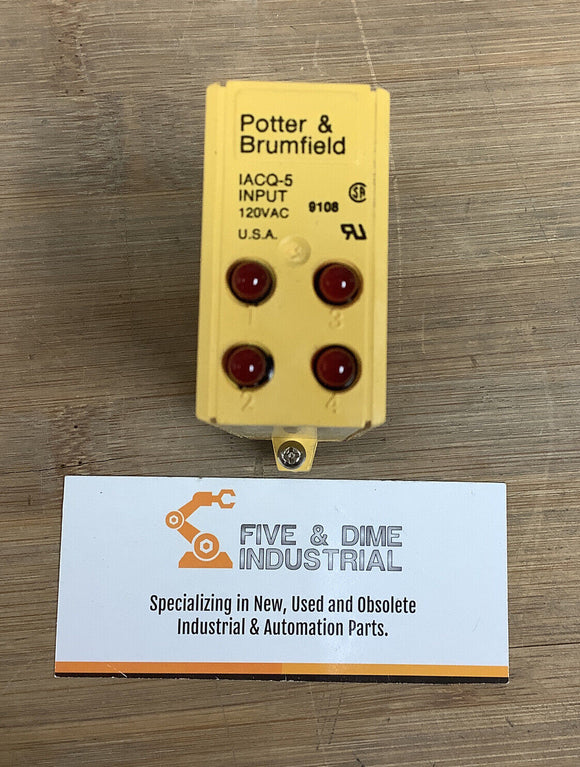 Potter &
Brumfield
IACQ-5
INPUT
120VAC 9108
U.S.A.
1 3
2 4
FIVE & DIME
INDUSTRIAL
Specializing in New, Used and Obsolete
Industrial & Automation Parts.